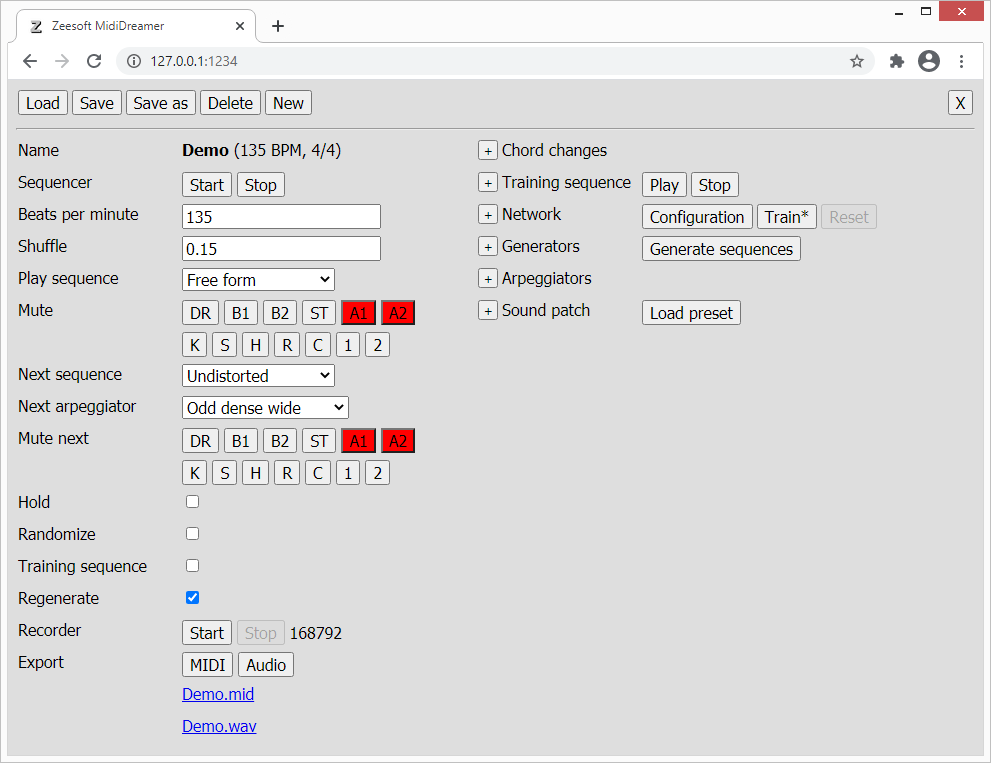 Zeesoft MidiDreamer
127.0.0.1:1234
Load Save Save as Delete New X
Name Demo (135 BPM, 4/4) + Chord changes
Sequencer Start Stop + Training sequence Play Stop
Beats per minute 135 + Network Configuration Train* Reset
Shuffle 0.15 + Generators Generate sequences
Play sequence Free form + Arpeggiators
Mute DR B1 B2 ST A1 A2 + Sound patch Load preset
K S H R C 1 2
Next sequence Undistorted
Next arpeggiator Odd dense wide
Mute next DR B1 B2 ST A1 A2
K S H R C 1 2
Hold
Randomize
Training sequence
Regenerate
Recorder Start Stop 168792
Export MIDI Audio
Demo.mid
Demo.wav